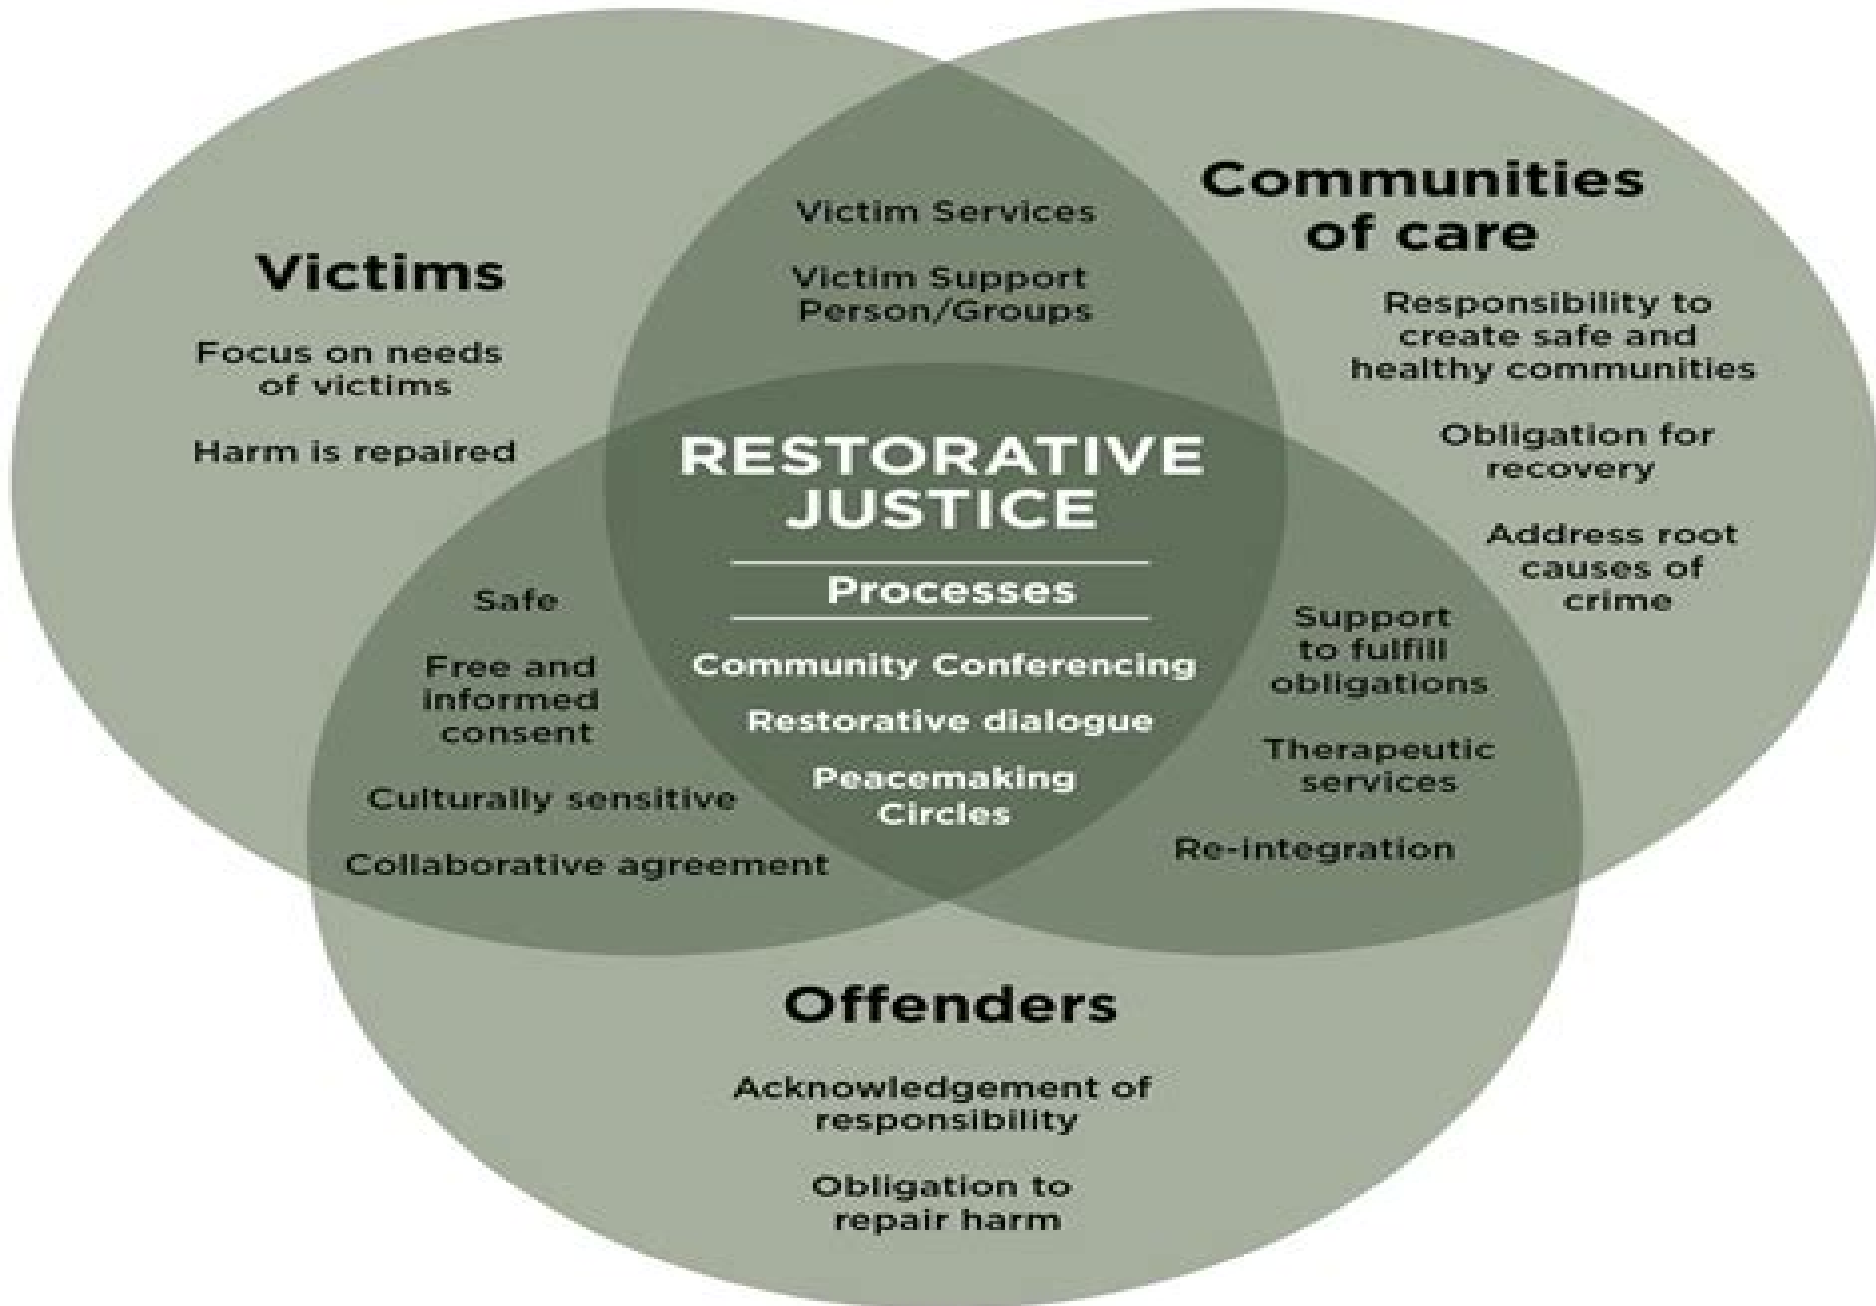 Victims
Focus on needs
of victims
Harm is repaired
Victim Services
Victim Support
Person/Groups
Communities
of care
Responsibility to
create safe and
healthy communities
Obligation for
recovery
Address root
causes of
crime
RESTORATIVE
JUSTICE
Processes
Community Conferencing
Restorative dialogue
Peacemaking
Circles
Safe
Free and
informed
consent
Culturally sensitive
Collaborative agreement
Support
to fulfill
obligations
Therapeutic
services
Re-integration
Offenders
Acknowledgement of
responsibility
Obligation to
repair harm